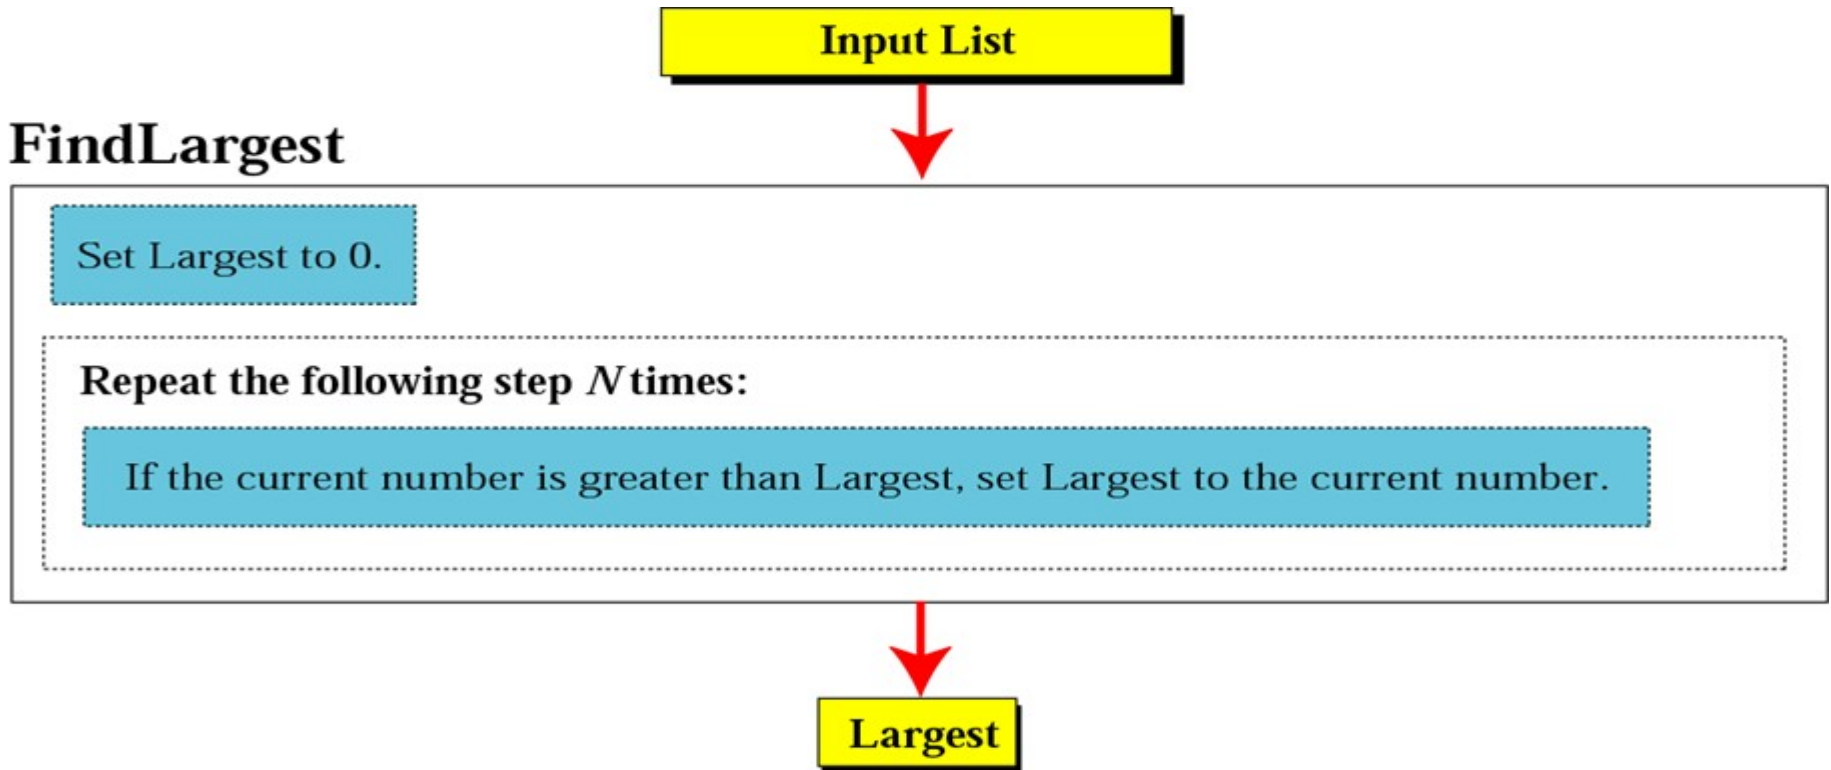 Input List
FindLargest
Set Largest to 0.
Repeat the following step N times:
If the current number is greater than Largest, set Largest to the current number.
Largest